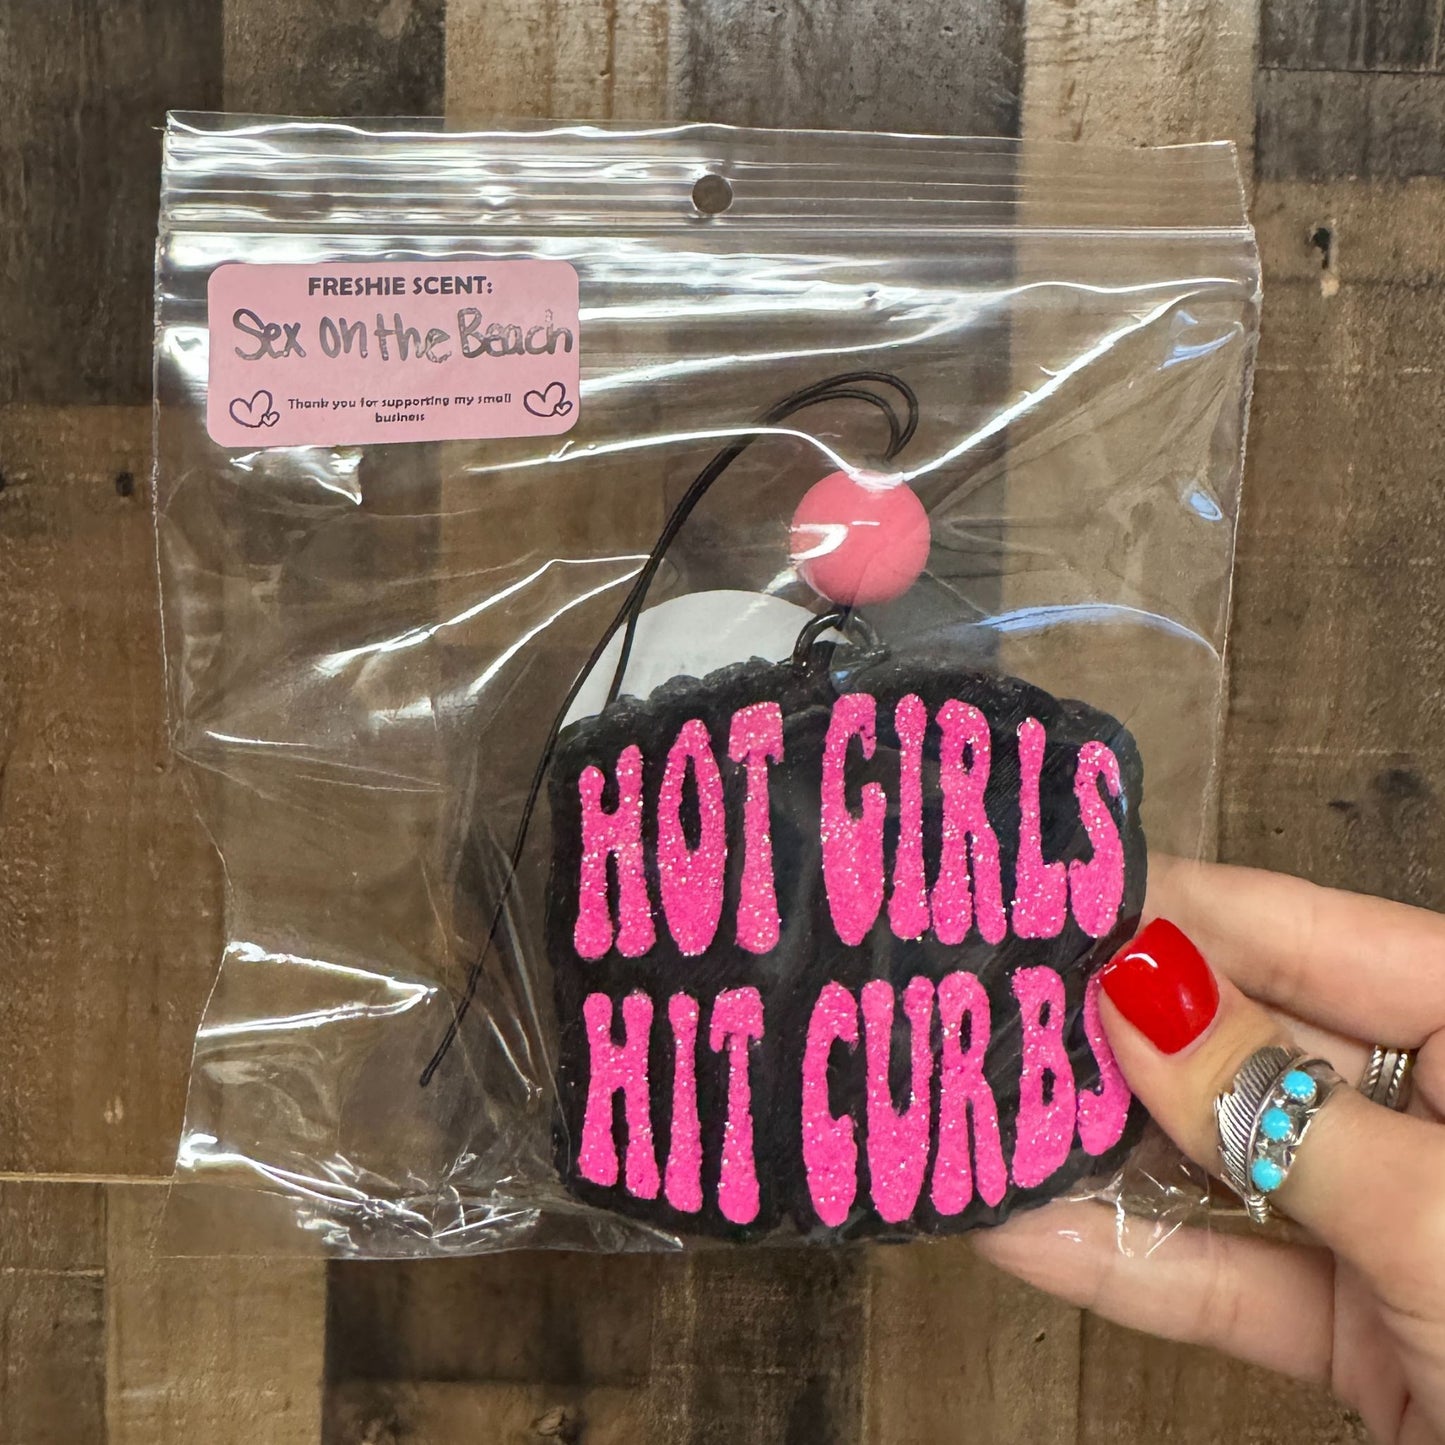 FRESHIE SCENT:
Sex on the Beach
Thank you for supporting my small
business
HOT GIRLS
HIT CURBS